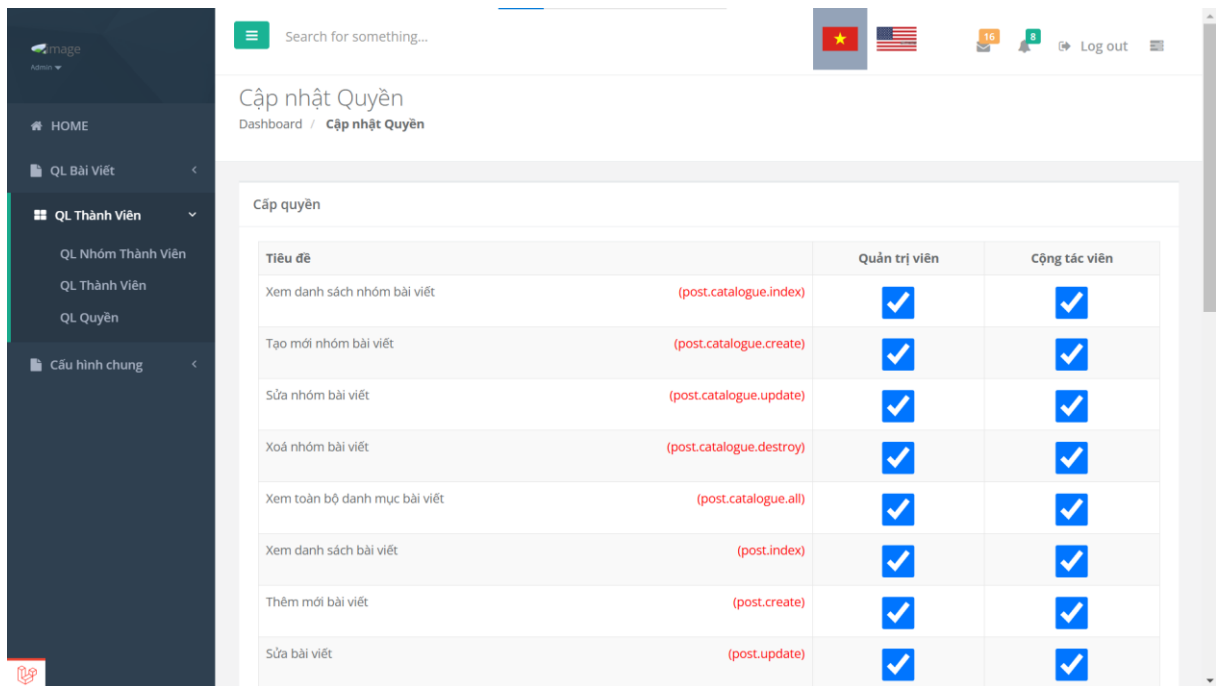 image
Admin
HOME
QL Bài Viết
QL Thành Viên
QL Nhóm Thành Viên
QL Thành Viên
QL Quyền
Cấu hình chung
Search for something...
16
8
Log out
Cập nhật Quyền
Dashboard / Cập nhật Quyền
Cấp quyền
Tiêu đề Quản trị viên Cộng tác viên
Xem danh sách nhóm bài viết (post.catalogue.index)
Tạo mới nhóm bài viết (post.catalogue.create)
Sửa nhóm bài viết (post.catalogue.update)
Xoá nhóm bài viết (post.catalogue.destroy)
Xem toàn bộ danh mục bài viết (post.catalogue.all)
Xem danh sách bài viết (post.index)
Thêm mới bài viết (post.create)
Sửa bài viết (post.update)